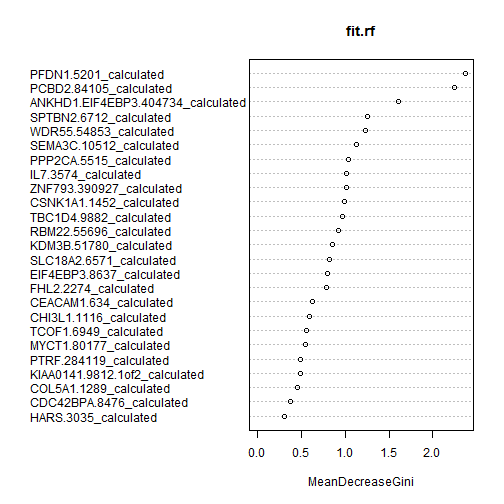 fit.rf
PFDN1.5201_calculated
PCBD2.84105_calculated
ANKHD1.EIF4EBP3.404734_calculated
SPTBN2.6712_calculated
WDR55.54853_calculated
SEMA3C.10512_calculated
PPP2CA.5515_calculated
IL7.3574_calculated
ZNF793.390927_calculated
CSNK1A1.1452_calculated
TBC1D4.9882_calculated
RBM22.55696_calculated
KDM3B.51780_calculated
SLC18A2.6571_calculated
EIF4EBP3.8637_calculated
FHL2.2274_calculated
CEACAM1.634_calculated
CHI3L1.1116_calculated
TCOF1.6949_calculated
MYCT1.80177_calculated
PTRF.284119_calculated
KIAA0141.9812.1of2_calculated
COL5A1.1289_calculated
CDC42BPA.8476_calculated
HARS.3035_calculated
0.0 0.5 1.0 1.5 2.0
MeanDecreaseGini